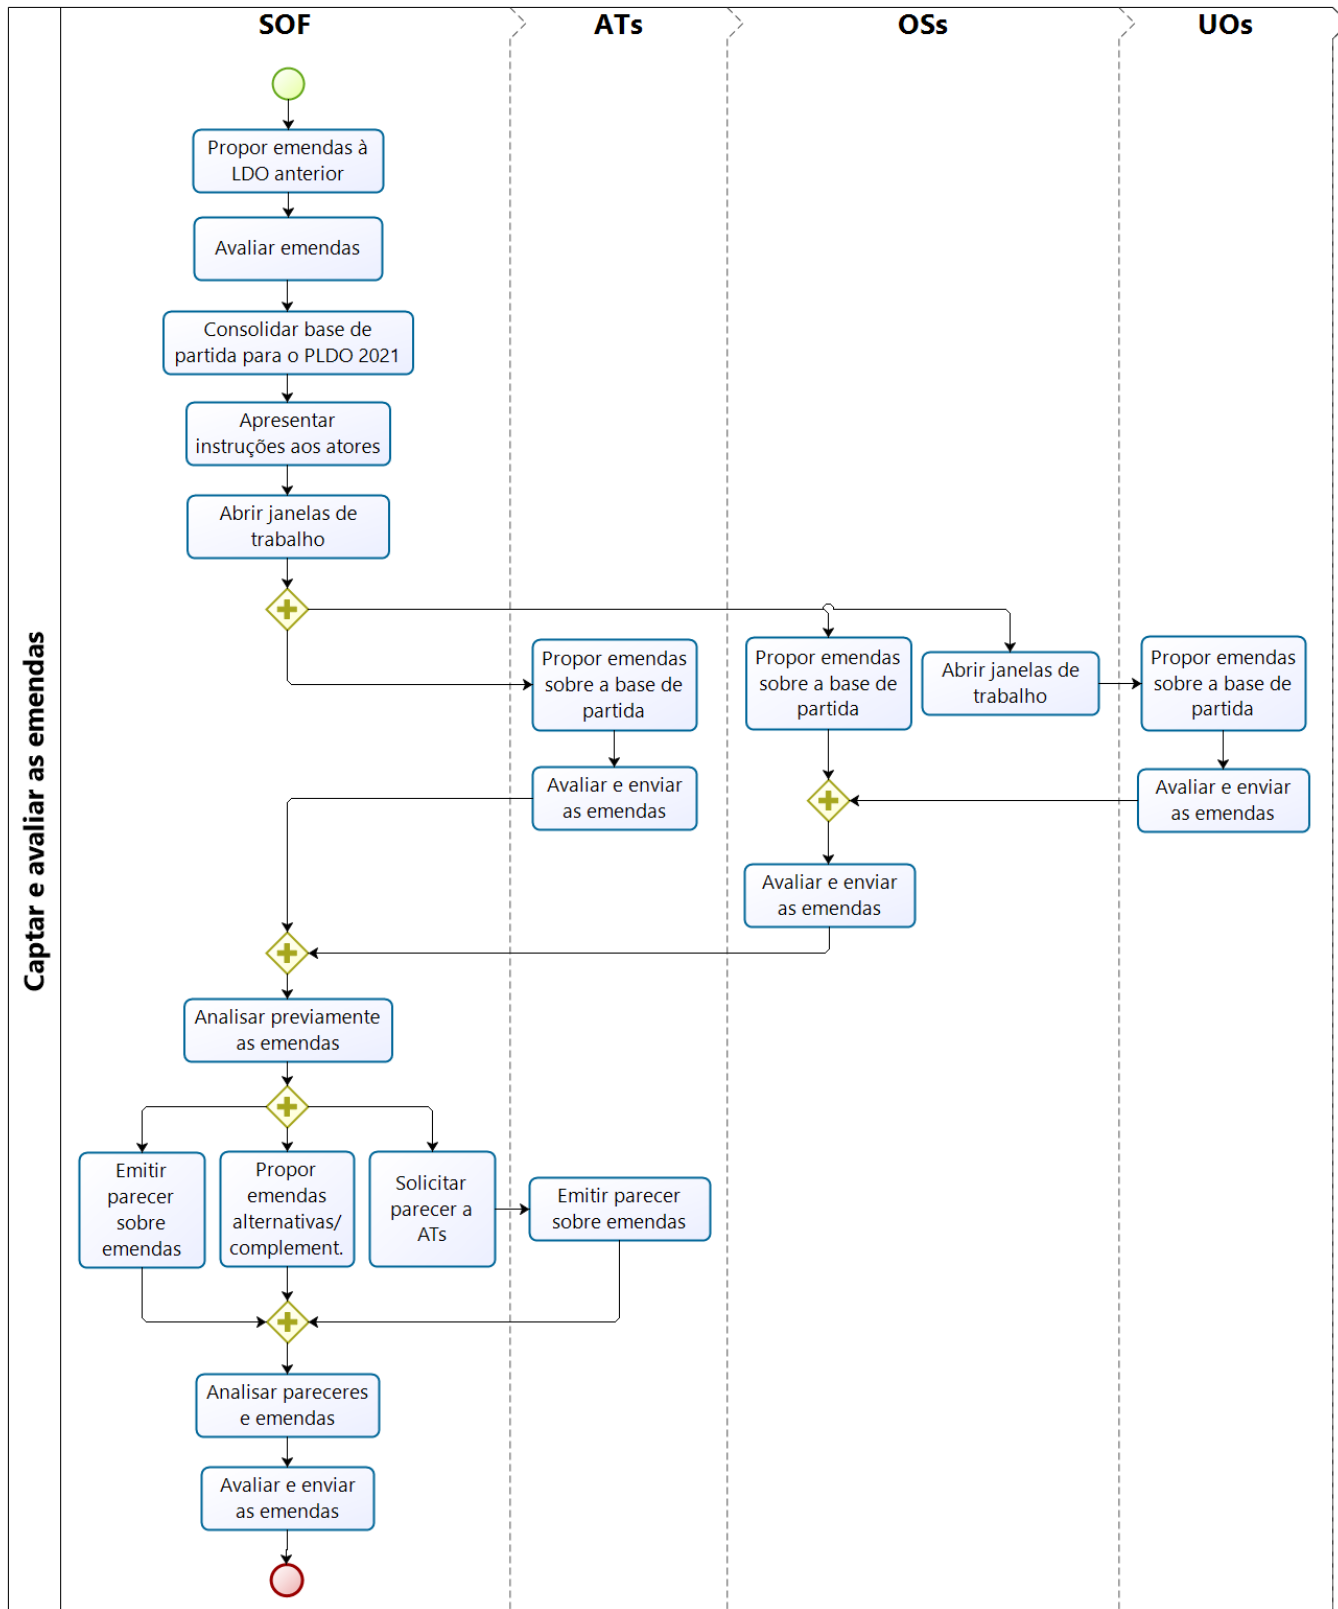 SOF
ATs
OSs
UOs
Captar e avaliar as emendas
Propor emendas à
LDO anterior
Avaliar emendas
Consolidar base de
partida para o PLDO 2021
Apresentar
instruções aos atores
Abrir janelas de
trabalho
Propor emendas
sobre a base de
partida
Propor emendas
sobre a base de
partida
Abrir janelas de
trabalho
Propor emendas
sobre a base de
partida
Avaliar e enviar
as emendas
Avaliar e enviar
as emendas
Avaliar e enviar
as emendas
Analisar previamente
as emendas
Emitir
parecer
sobre
emendas
Propor
emendas
alternativas/
complement.
Solicitar
parecer a
ATs
Emitir parecer
sobre emendas
Analisar pareceres
e emendas
Avaliar e enviar
as emendas